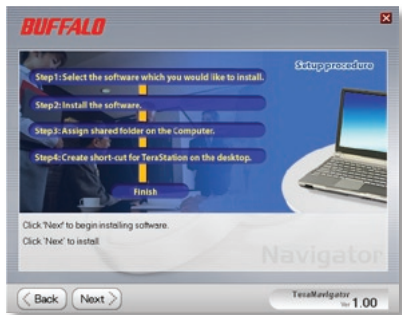 BUFFALO
Setup procedure
Step1: Select the software which you would like to install.
Step2: Install the software.
Step3: Assign shared folder on the Computer.
Step4: Create short-cut for TeraStation on the desktop.
Finish
Click 'Next' to begin installing software.
Click 'Next' to install
Navigator
< Back
Next >
TeraNavigator
Ver 1.00